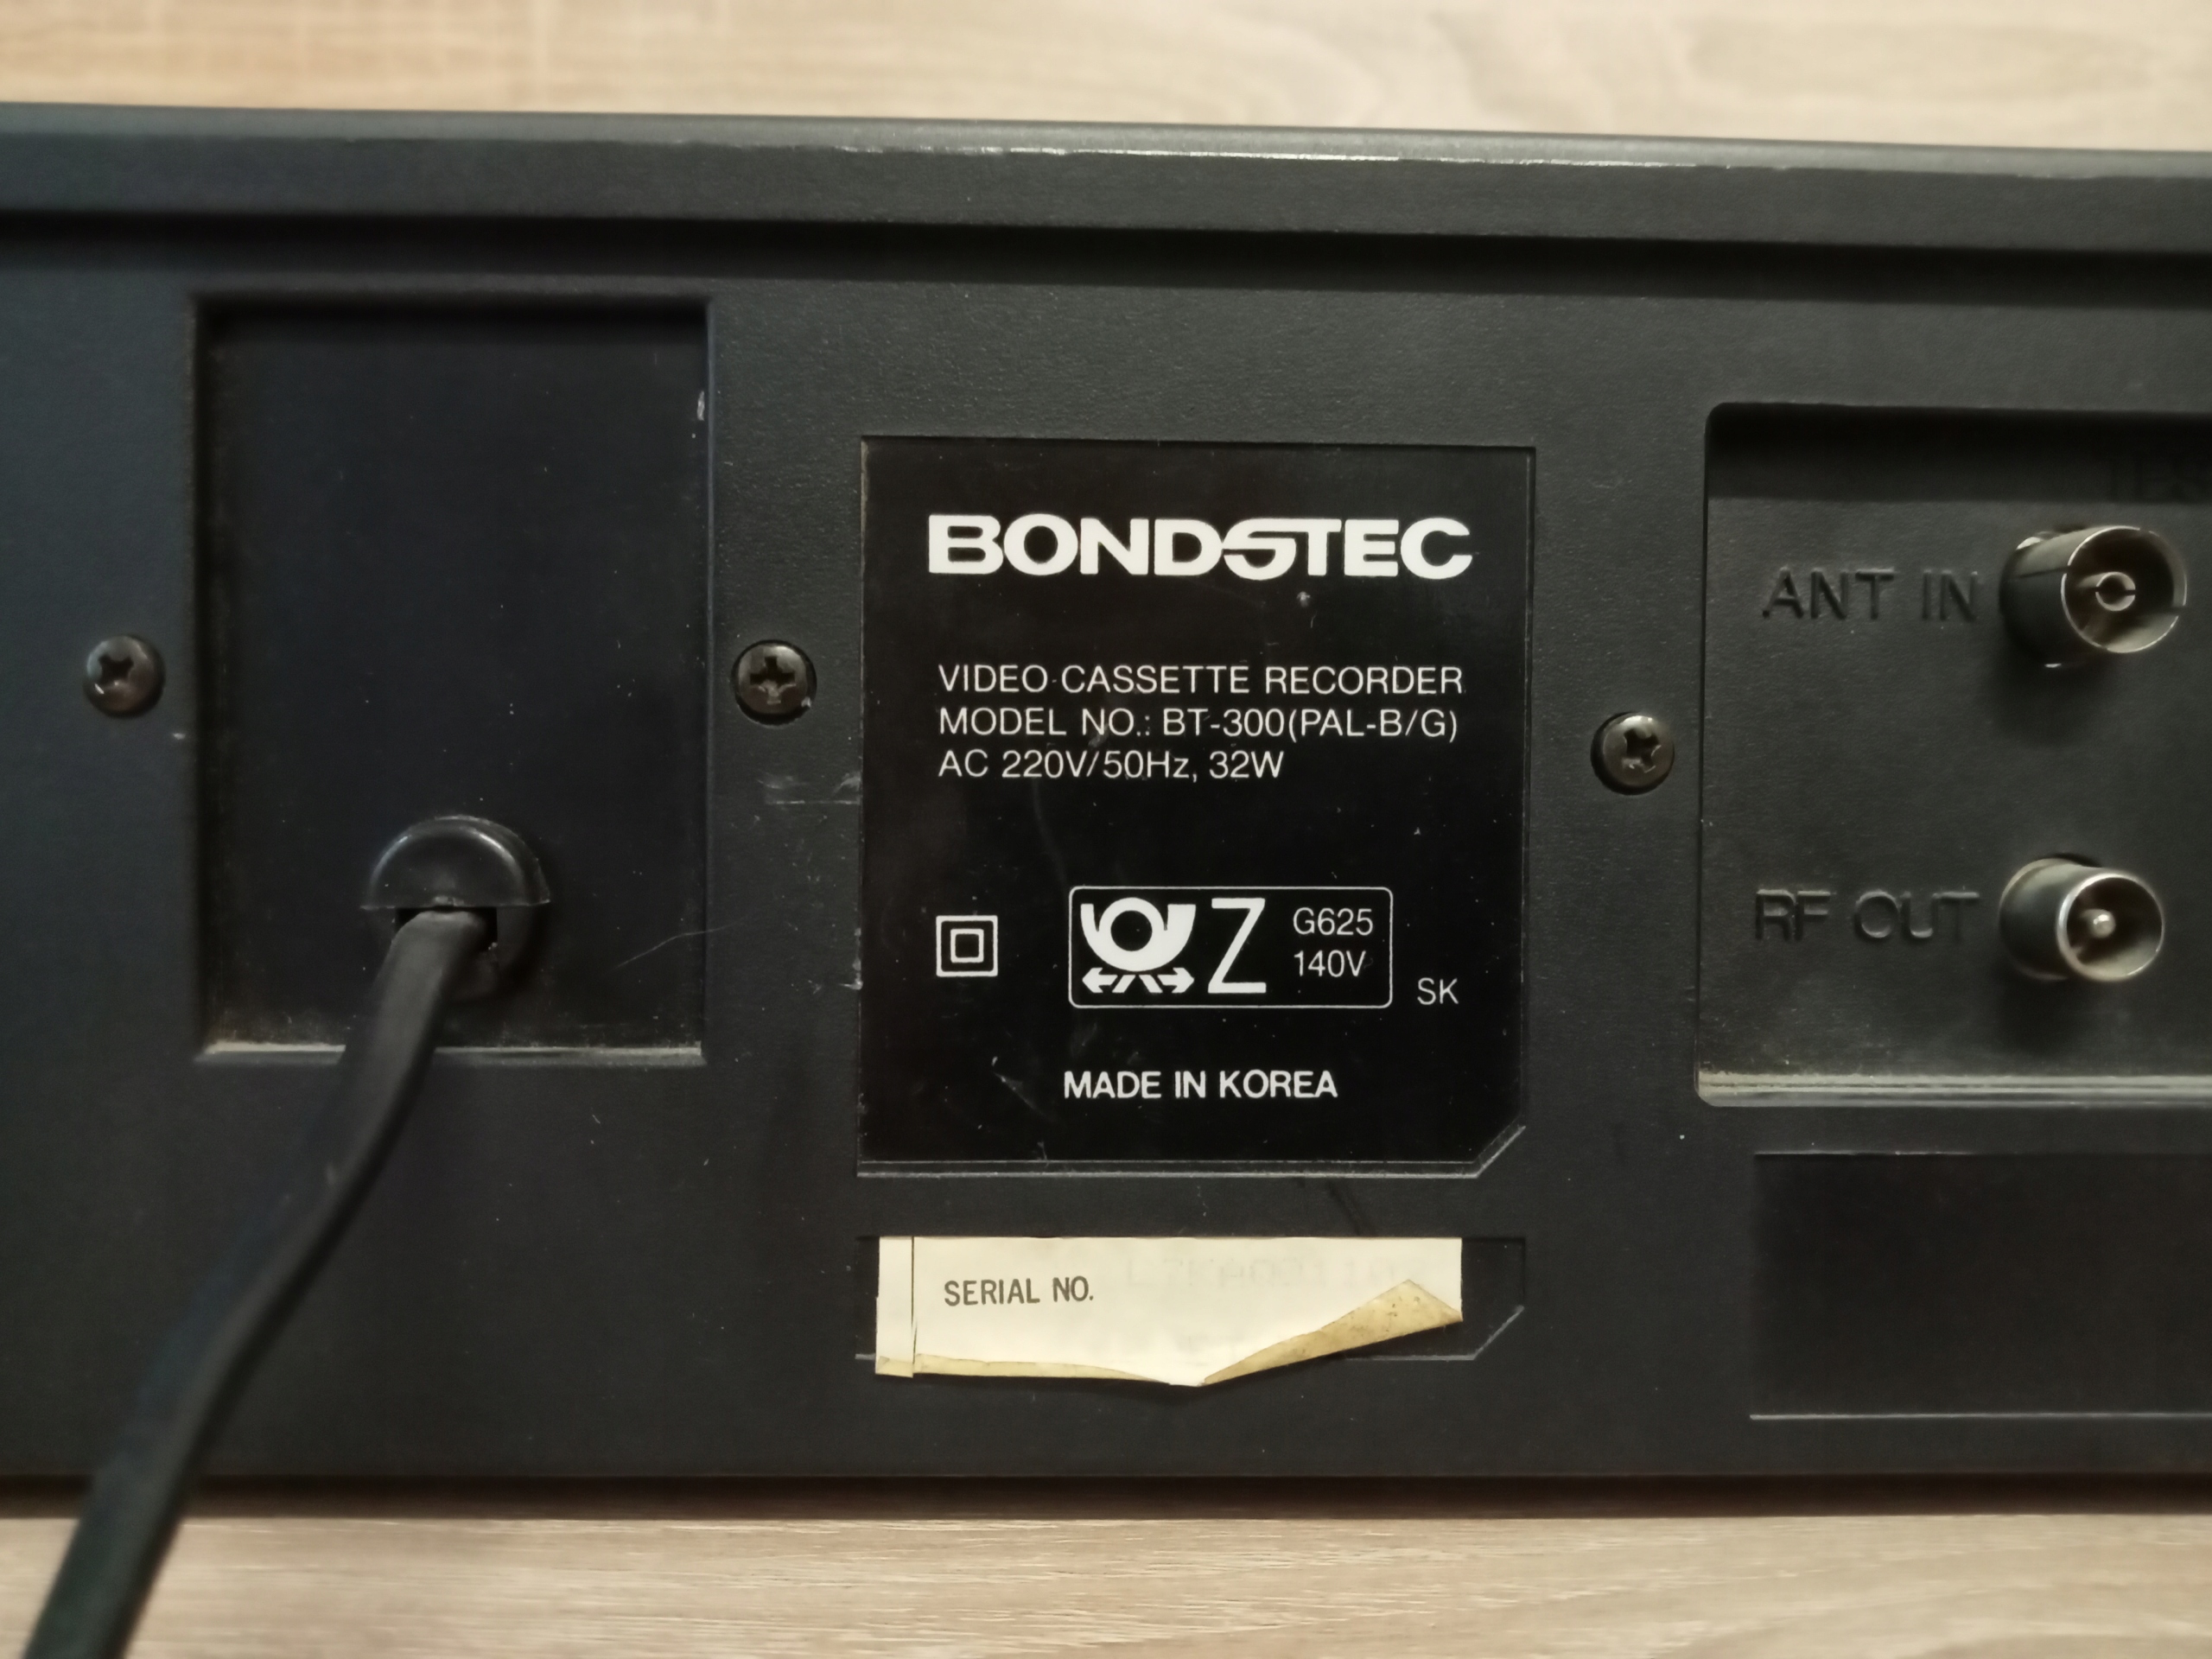 BONDSTEC
VIDEO CASSETTE RECORDER
MODEL NO.: BT-300(PAL-B/G)
AC 220V/50Hz, 32W
Z
G625
140V
SK
MADE IN KOREA
SERIAL NO.
ANT IN
RF OUT